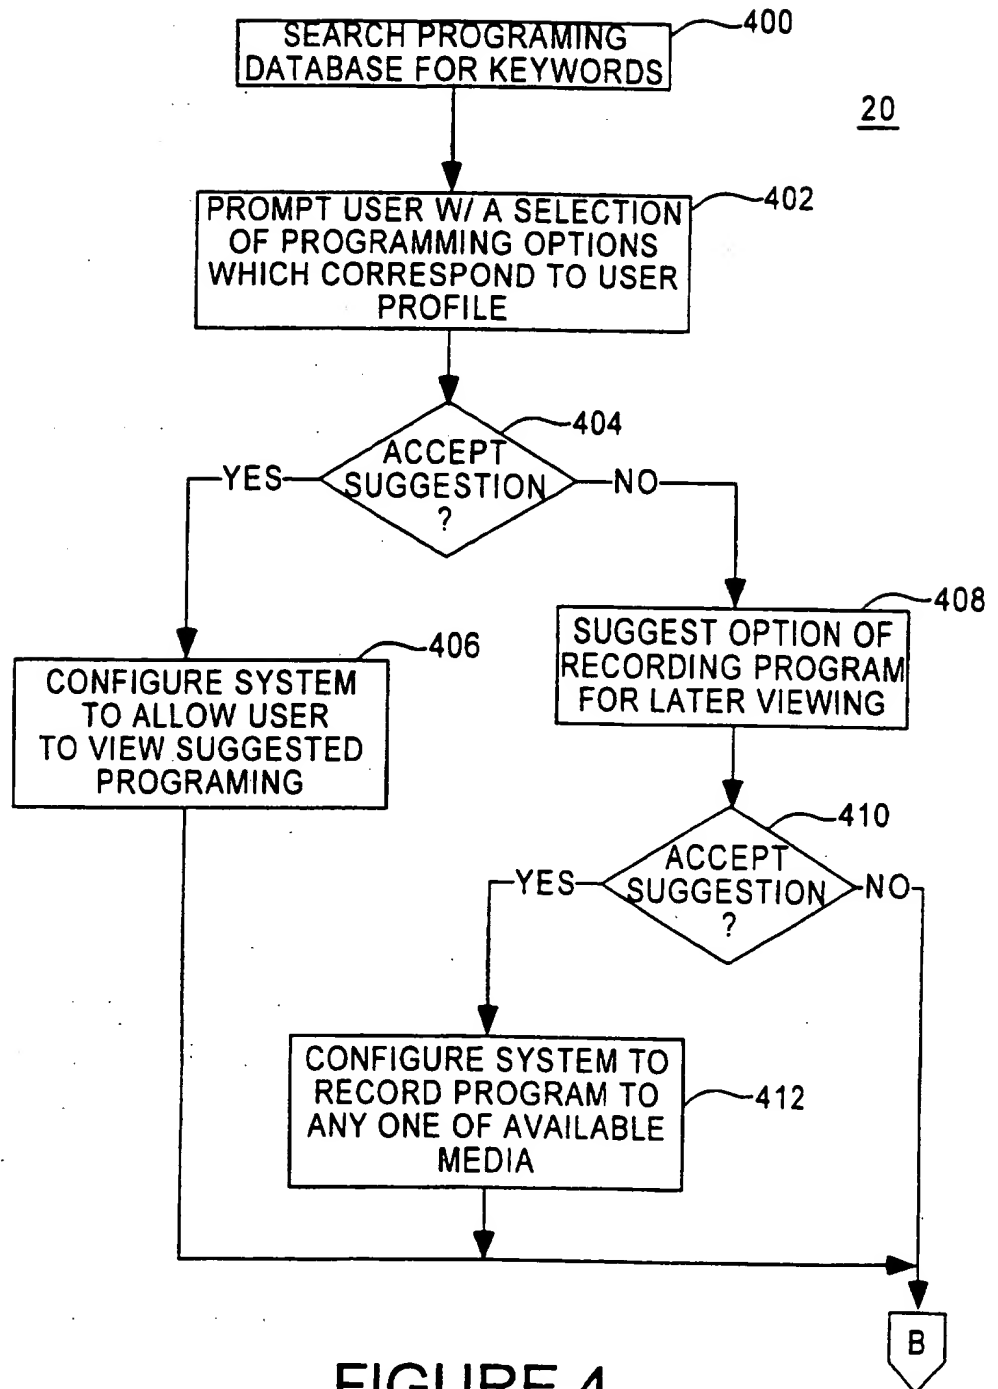 SEARCH PROGRAMING
DATABASE FOR KEYWORDS
400
20
PROMPT USER W/ A SELECTION
OF PROGRAMMING OPTIONS
WHICH CORRESPOND TO USER
PROFILE
402
ACCEPT
SUGGESTION
?
404
YES
NO
CONFIGURE SYSTEM
TO ALLOW USER
TO VIEW SUGGESTED
PROGRAMING
406
SUGGEST OPTION OF
RECORDING PROGRAM
FOR LATER VIEWING
408
ACCEPT
SUGGESTION
?
410
YES
NO
CONFIGURE SYSTEM TO
RECORD PROGRAM TO
ANY ONE OF AVAILABLE
MEDIA
412
B
FIGURE 4